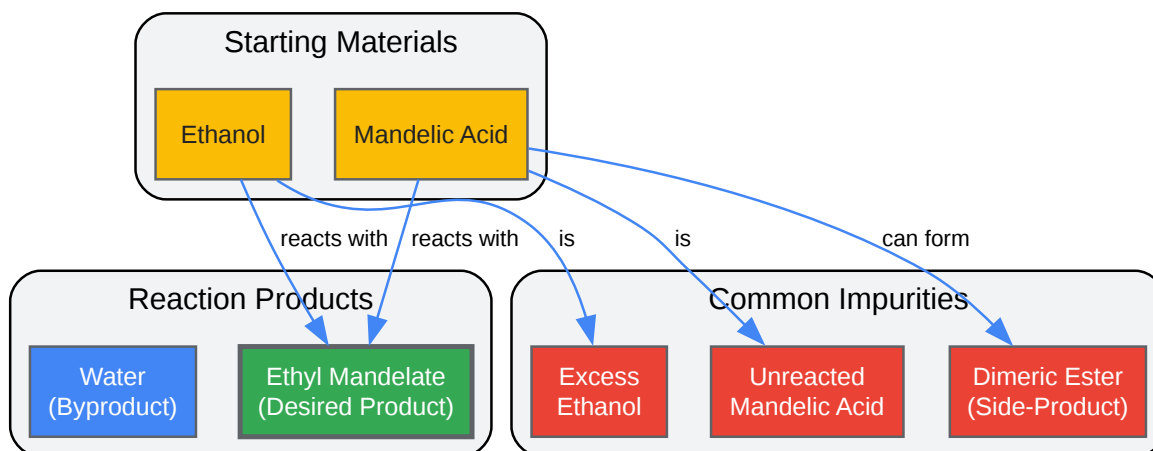 Starting Materials
Ethanol
Mandelic Acid
reacts with
reacts with
is
is
can form
Reaction Products
Common Impurities
Water
(Byproduct)
Ethyl Mandelate
(Desired Product)
Excess
Ethanol
Unreacted
Mandelic Acid
Dimeric Ester
(Side-Product)